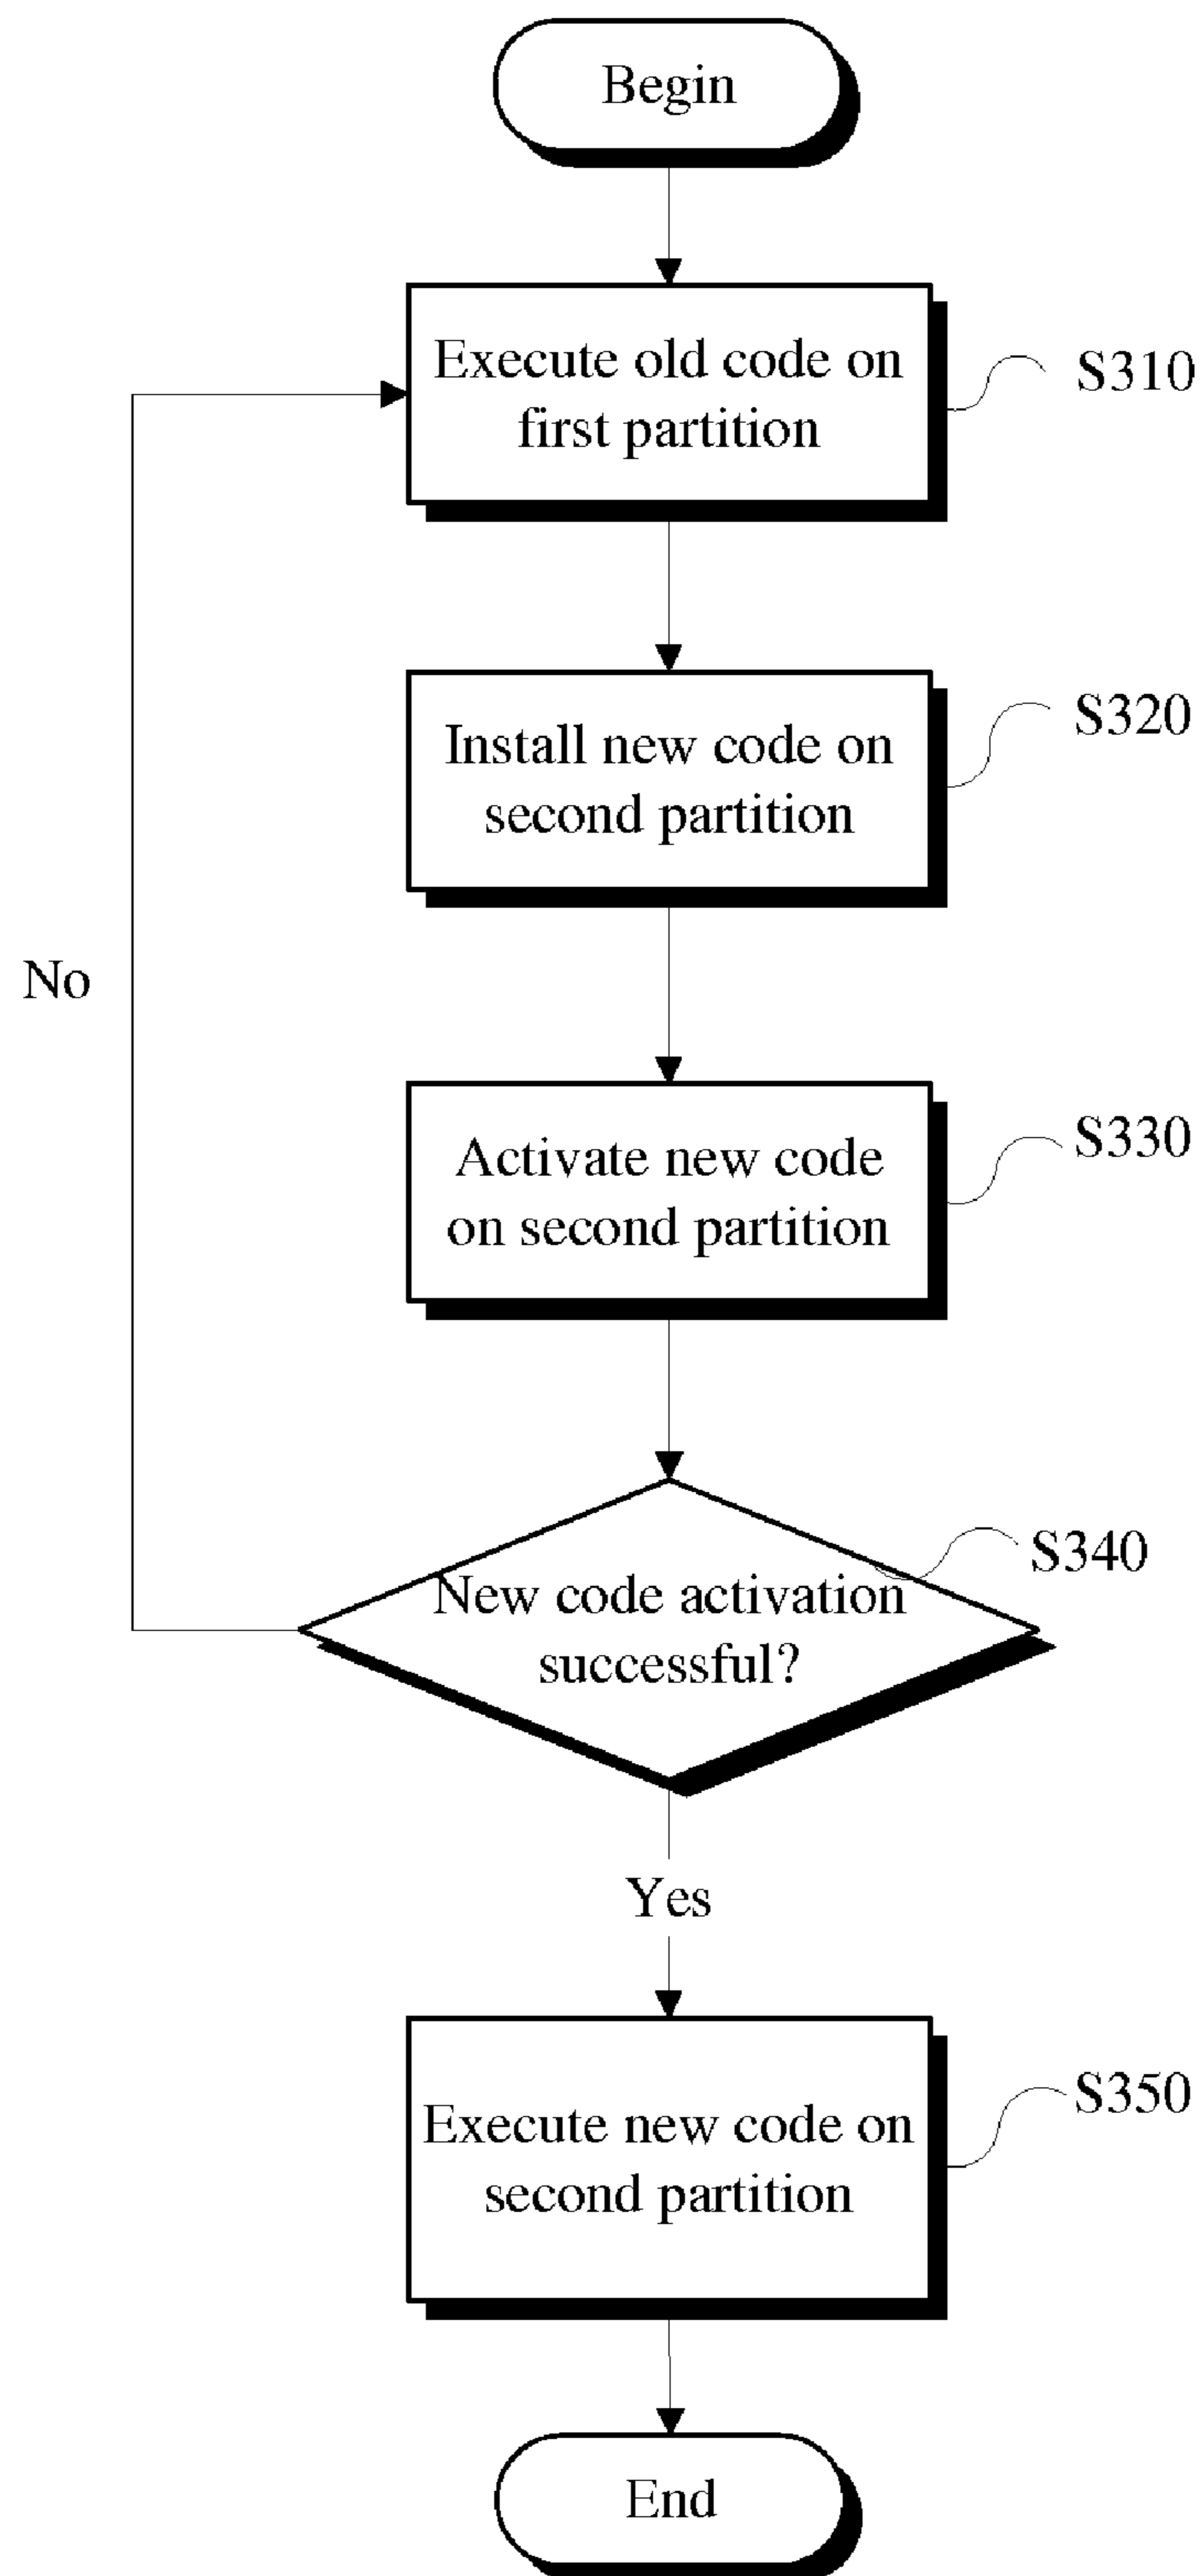 Begin
Execute old code on
first partition
S310
Install new code on
second partition
S320
No
Activate new code
on second partition
S330
New code activation
successful?
S340
Yes
Execute new code on
second partition
S350
End